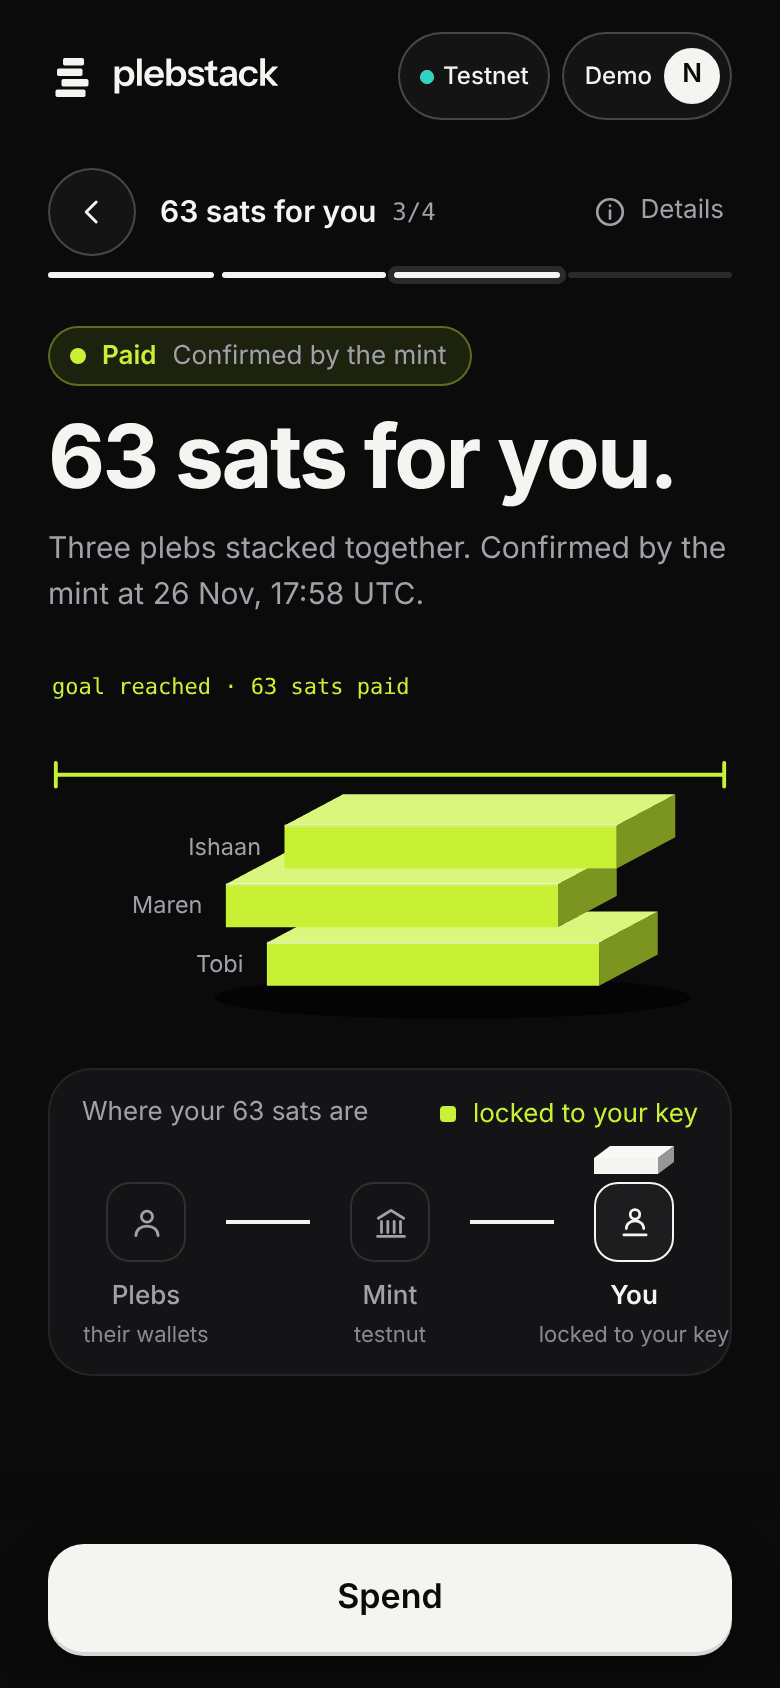 plebstack
Testnet
Demo N
63 sats for you 3/4
Details
Paid Confirmed by the mint
63 sats for you.
Three plebs stacked together. Confirmed by the
mint at 26 Nov, 17:58 UTC.
goal reached · 63 sats paid
Ishaan
Maren
Tobi
Where your 63 sats are
locked to your key
Plebs
their wallets
Mint
testnut
You
locked to your key
Spend